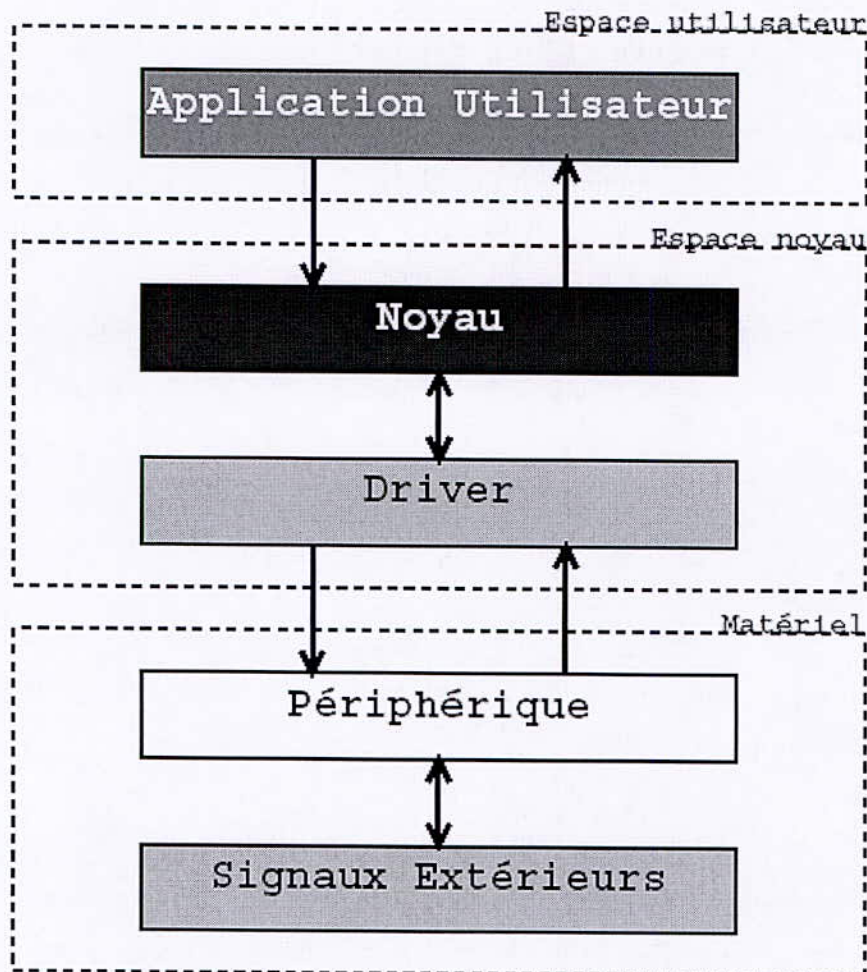 Espace utilisateur
Application Utilisateur
Espace noyau
Noyau
Driver
Matériel
Périphérique
Signaux Extérieurs